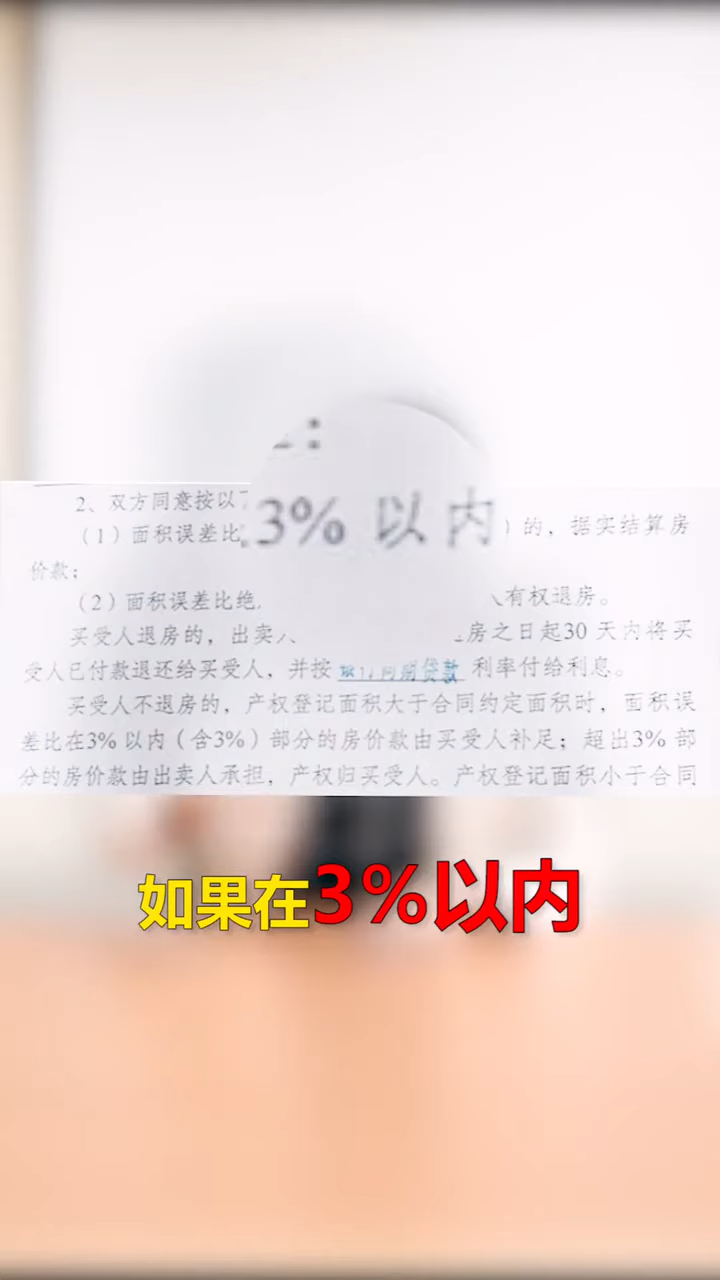 2、双方同意按以
3% 以内
(1)面积误差比 )的，据实结算房
价款;
(2)面积误差比绝 有权退房。
买受人退房的，出卖 房之日起30 天内将买
受人已付款退还给买受人，并按 贷款 利率付给利息。
买受人不退房的，产权登记面积大于合同约定面积时，面积误
差比在3% 以内（含3%）部分的房价款由买受人补足；超出3% 部
分的房价款由出卖人承担，产权归买受人。产权登记面积小于合同
如果在3%以内